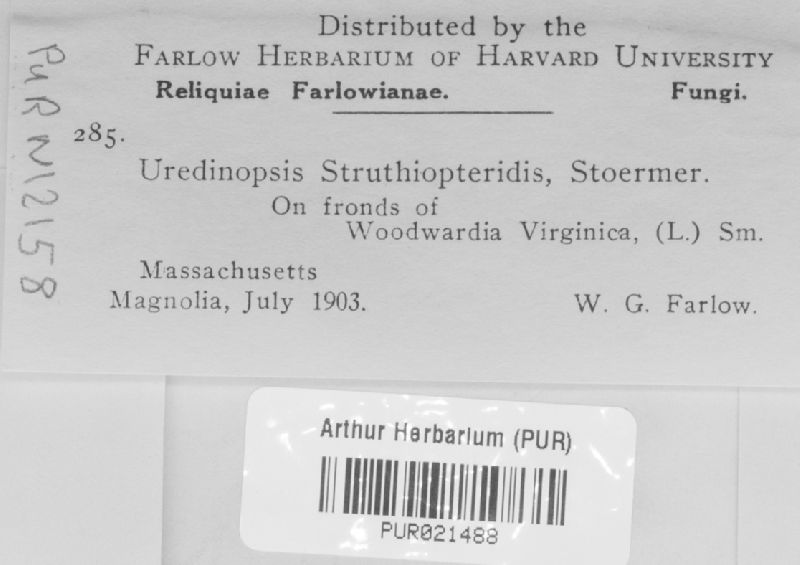 Distributed by the
FARLOW HERBARIUM OF HARVARD UNIVERSITY
Reliquiae Farlowianae. Fungi.
285.
Uredinopsis Struthiopteridis, Stoermer.
On fronds of
Woodwardia Virginica, (L.) Sm.
Massachusetts
Magnolia, July 1903. W. G. Farlow.
PUR N12158
Arthur Herbarium (PUR)
PUR021488